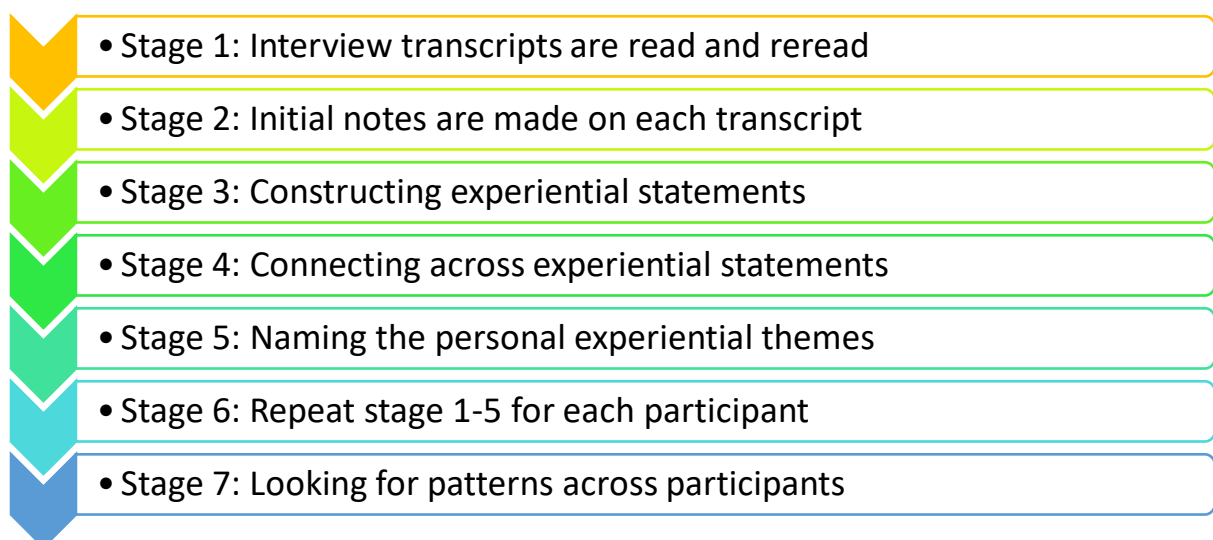 • Stage 1: Interview transcripts are read and reread
• Stage 2: Initial notes are made on each transcript
• Stage 3: Constructing experiential statements
• Stage 4: Connecting across experiential statements
• Stage 5: Naming the personal experiential themes
• Stage 6: Repeat stage 1-5 for each participant
• Stage 7: Looking for patterns across participants